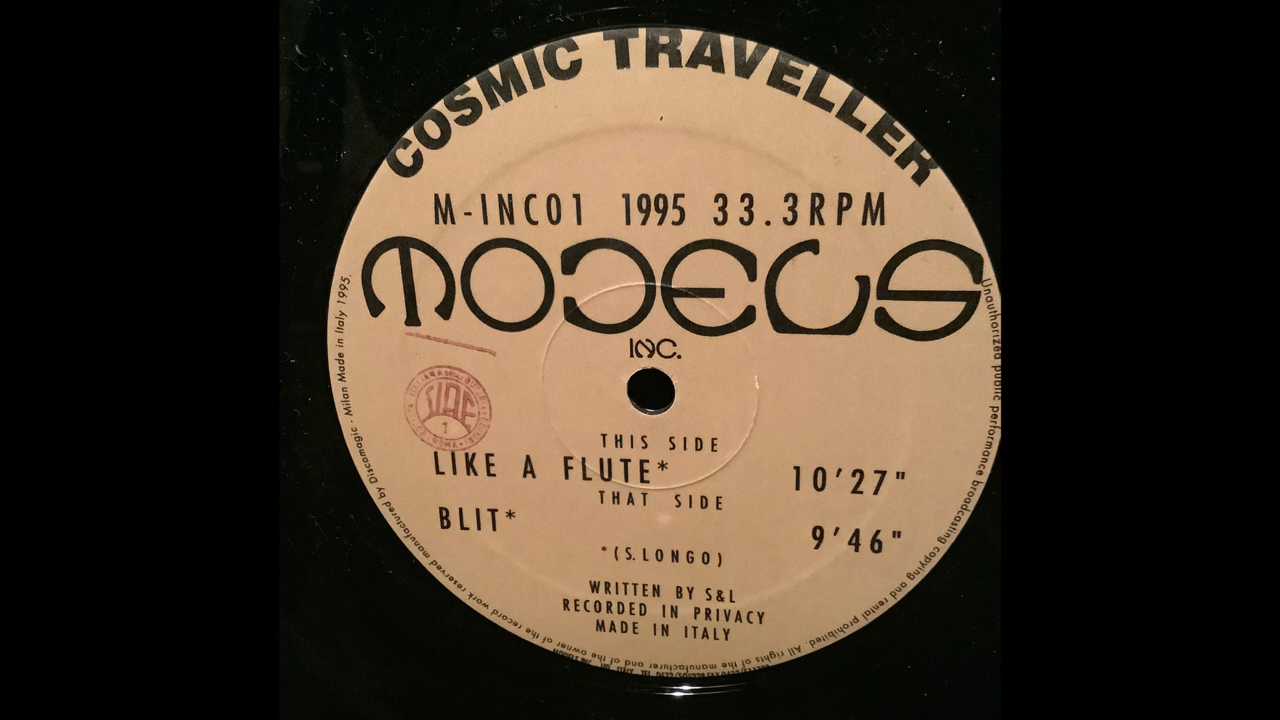 COSMIC TRAVELLER
M-INC01 1995 33.3RPM
MODELS
INC.
THIS SIDE
LIKE A FLUTE* 10'27"
THAT SIDE
BLIT* 9'46"
*(S.LONGO)
WRITTEN BY S&L
RECORDED IN PRIVACY
MADE IN ITALY
Unauthorized public performance broadcasting copying and rental prohibited. All rights of the manufacturer and of the owner of the record work reserved manufactured by Discomagic - Milan Made in Italy 1995.